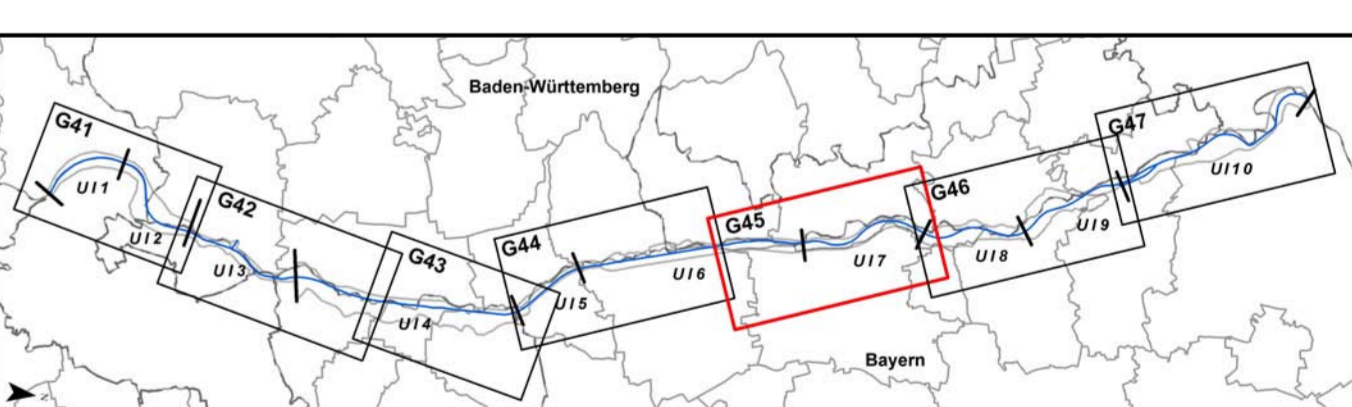 Baden-Württemberg
G41
G47
UI1
UI10
G42
G46
G45
UI2
G44
UI9
UI3
G43
UI8
UI7
UI6
UI5
UI4
Bayern
N